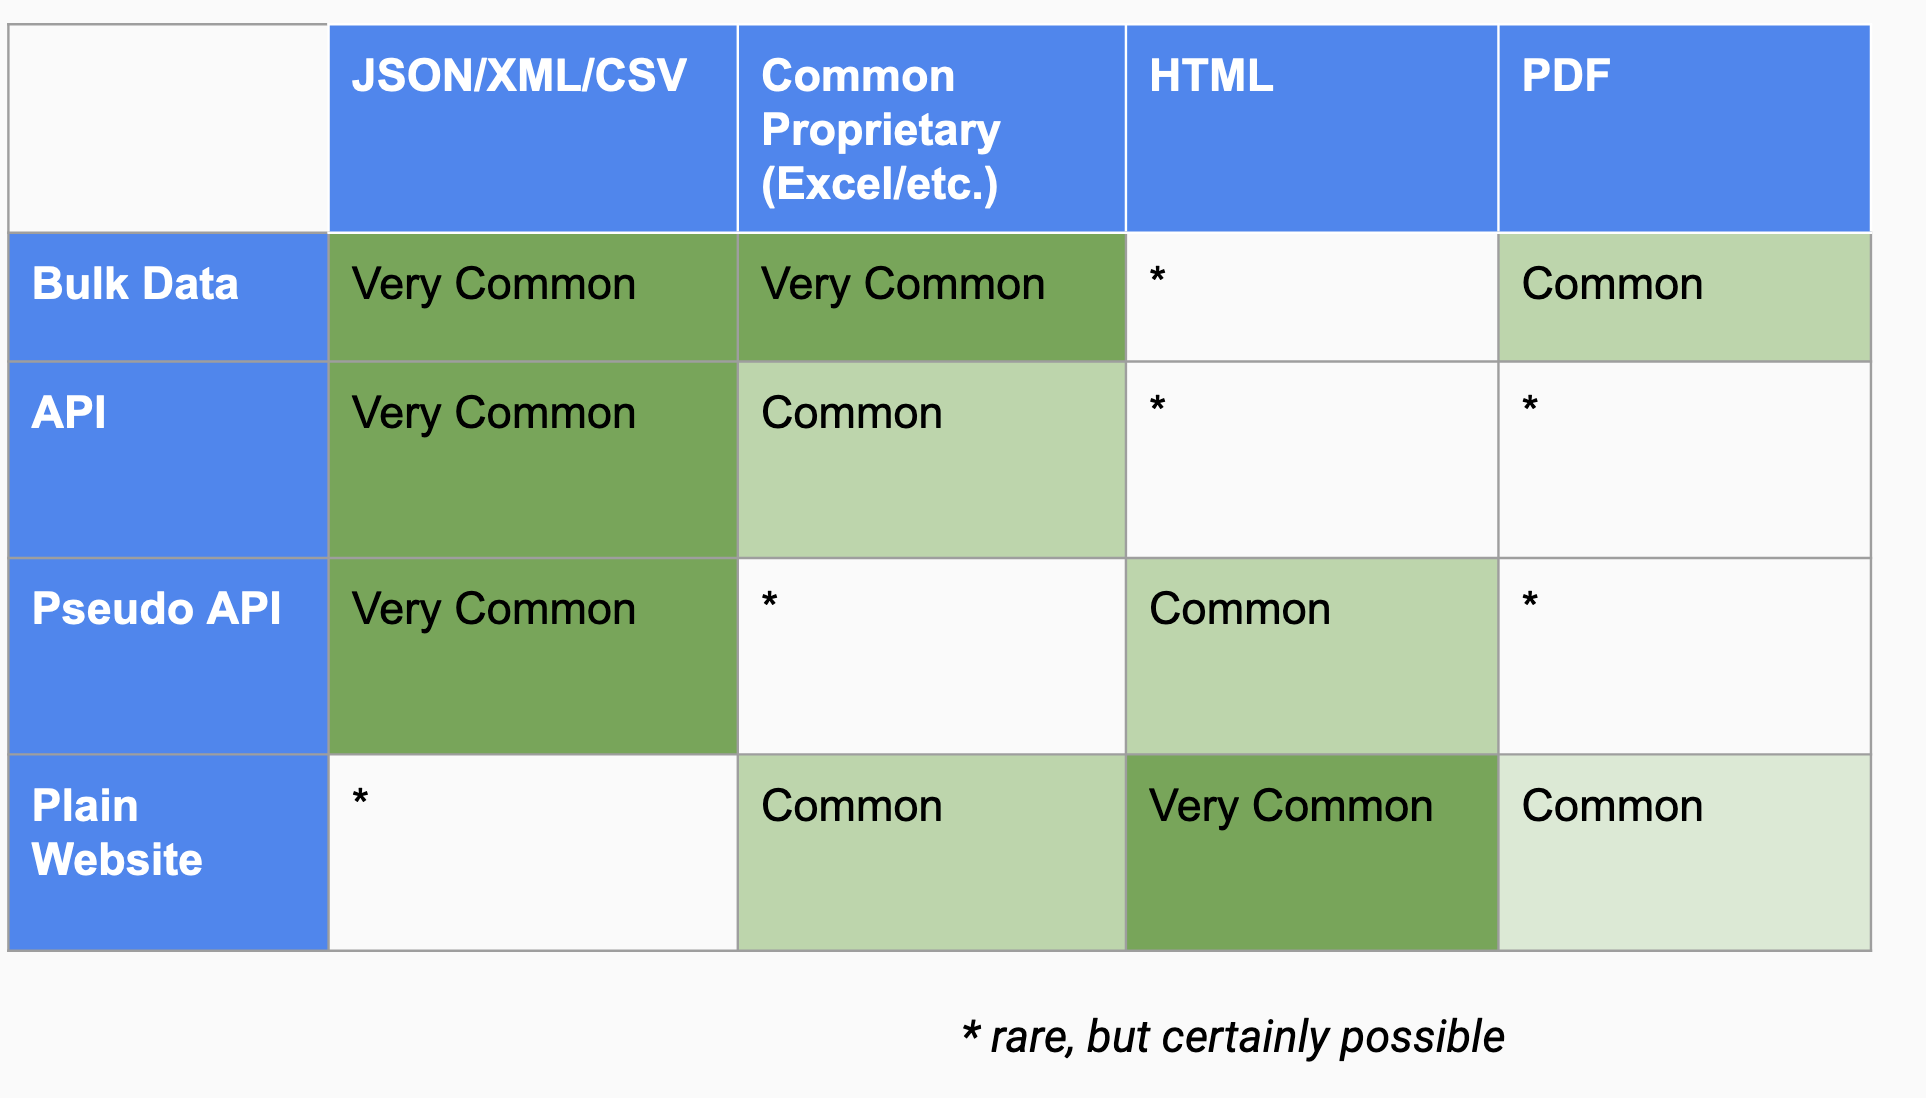 JSON/XML/CSV
Common
Proprietary
(Excel/etc.)
HTML
PDF
Bulk Data
Very Common
Very Common
*
Common
API
Very Common
Common
*
*
Pseudo API
Very Common
*
Common
*
Plain
Website
*
Common
Very Common
Common
* rare, but certainly possible